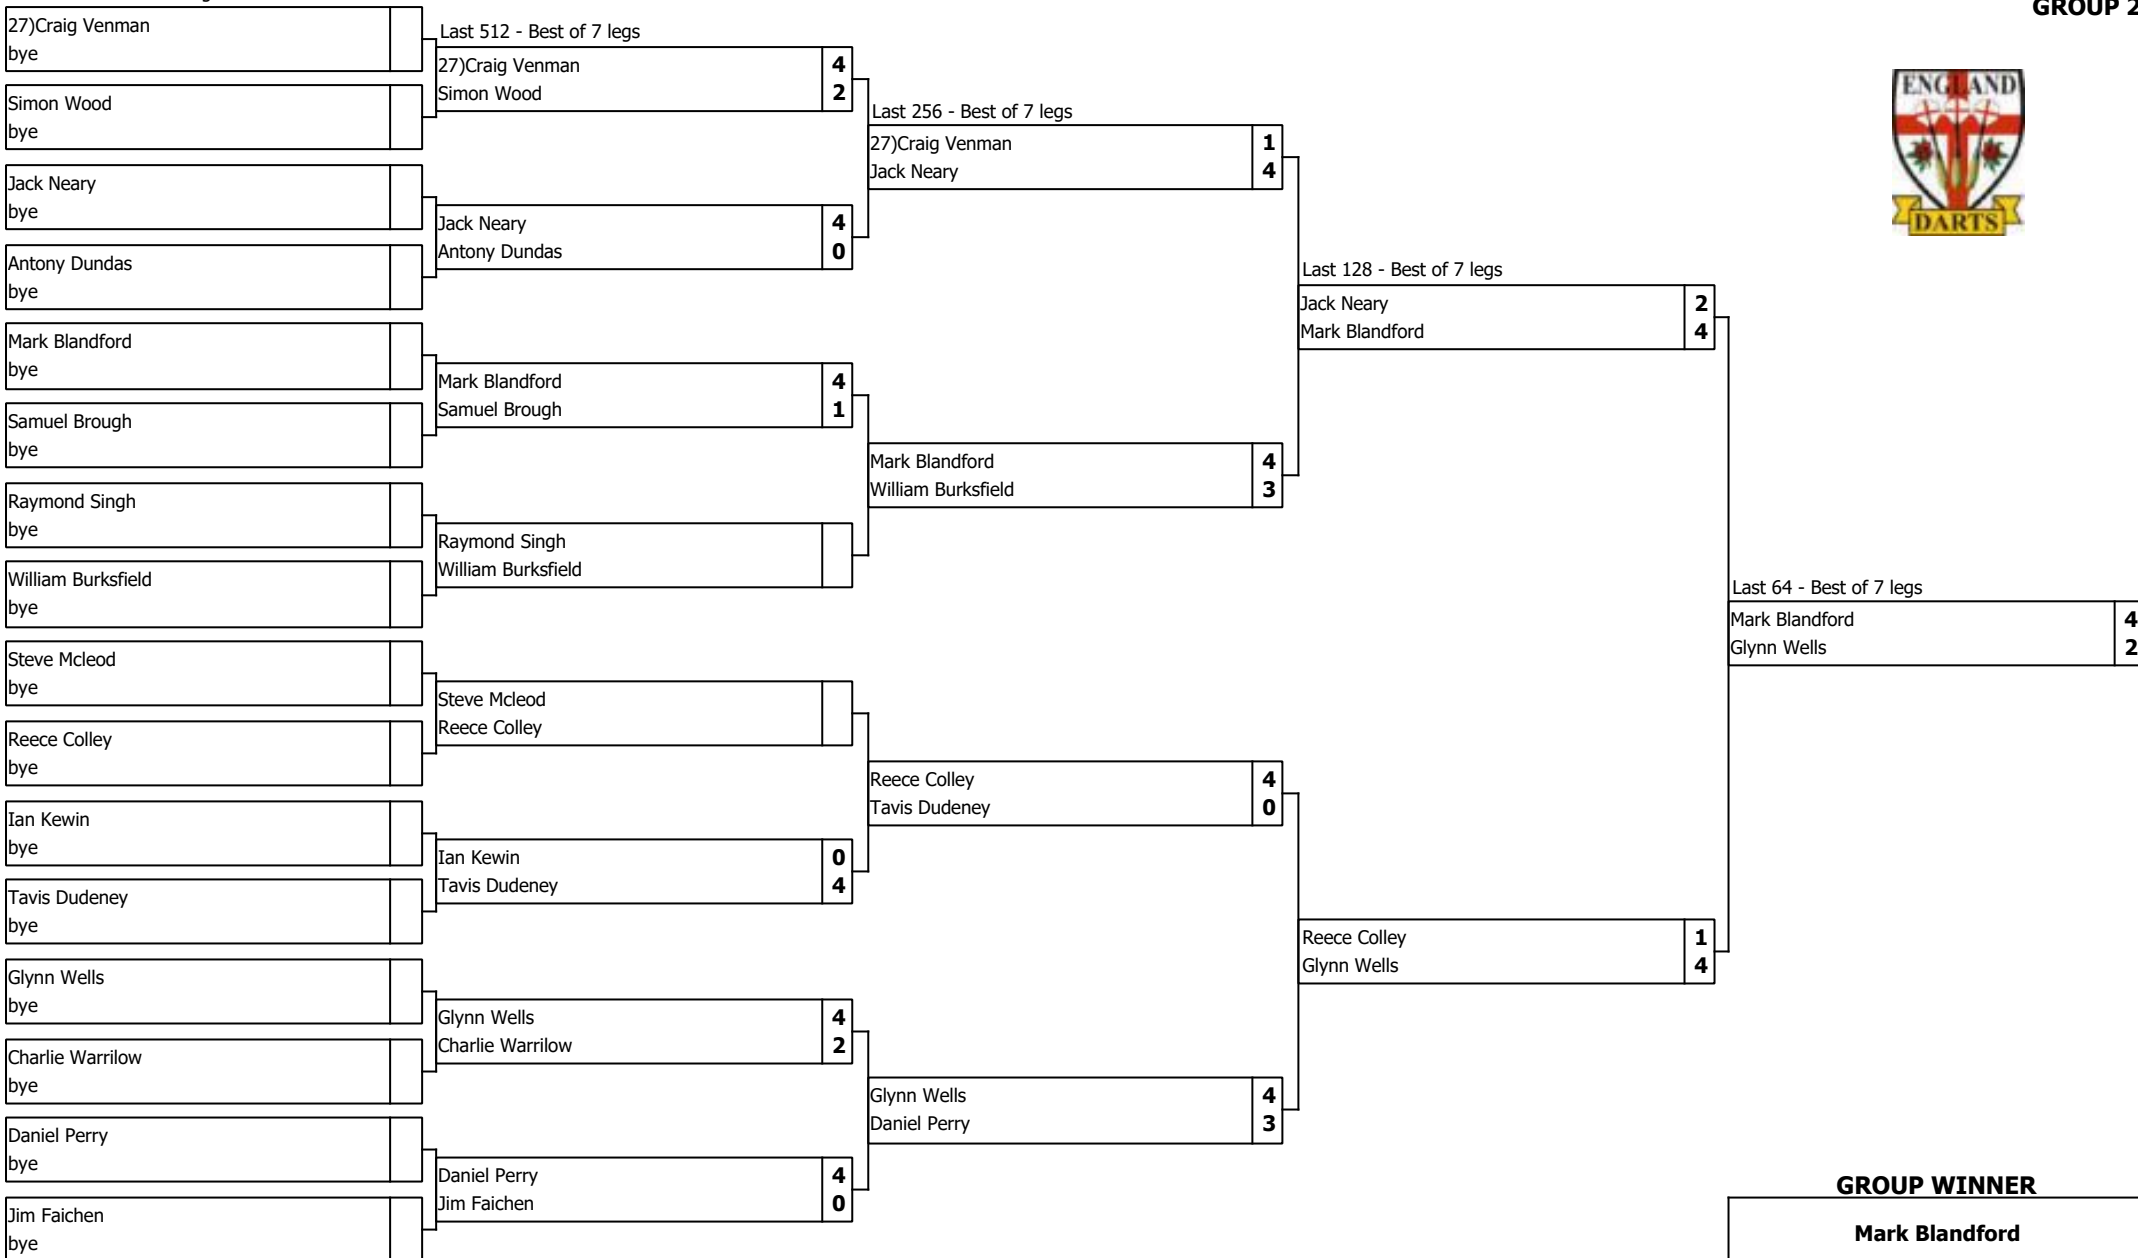 GROUP 2
27)Craig Venman
bye
Simon Wood
bye
Jack Neary
bye
Antony Dundas
bye
Mark Blandford
bye
Samuel Brough
bye
Raymond Singh
bye
William Burksfield
bye
Steve Mcleod
bye
Reece Colley
bye
Ian Kewin
bye
Tavis Dudeney
bye
Glynn Wells
bye
Charlie Warrilow
bye
Daniel Perry
bye
Jim Faichen
bye
Last 512 - Best of 7 legs
27)Craig Venman 4
Simon Wood 2
Jack Neary 4
Antony Dundas 0
Mark Blandford 4
Samuel Brough 1
Raymond Singh
William Burksfield
Steve Mcleod
Reece Colley
Ian Kewin 0
Tavis Dudeney 4
Glynn Wells 4
Charlie Warrilow 2
Daniel Perry 4
Jim Faichen 0
Last 256 - Best of 7 legs
27)Craig Venman 1
Jack Neary 4
Mark Blandford 4
William Burksfield 3
Reece Colley 4
Tavis Dudeney 0
Glynn Wells 4
Daniel Perry 3
Last 128 - Best of 7 legs
Jack Neary 2
Mark Blandford 4
Reece Colley 1
Glynn Wells 4
ENGLAND
DARTS
Last 64 - Best of 7 legs
Mark Blandford 4
Glynn Wells 2
GROUP WINNER
Mark Blandford